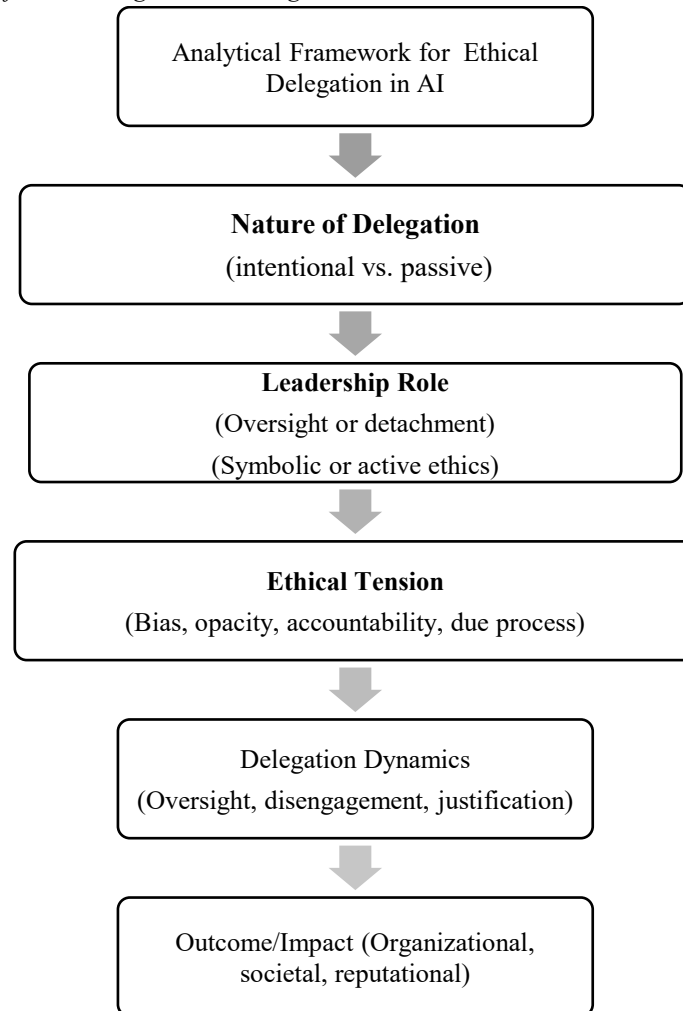 Analytical Framework for Ethical
Delegation in AI
Nature of Delegation
(intentional vs. passive)
Leadership Role
(Oversight or detachment)
(Symbolic or active ethics)
Ethical Tension
(Bias, opacity, accountability, due process)
Delegation Dynamics
(Oversight, disengagement, justification)
Outcome/Impact (Organizational,
societal, reputational)